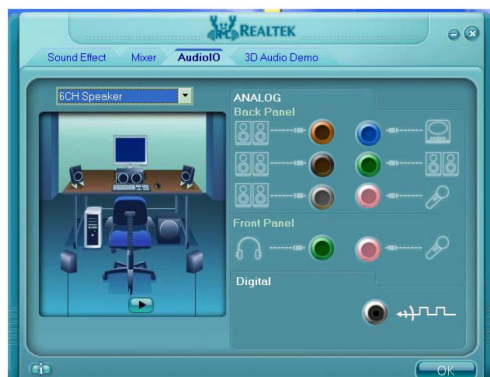 REALTEK
Sound Effect Mixer AudioIO 3D Audio Demo
6CH Speaker
ANALOG
Back Panel
Front Panel
Digital
OK